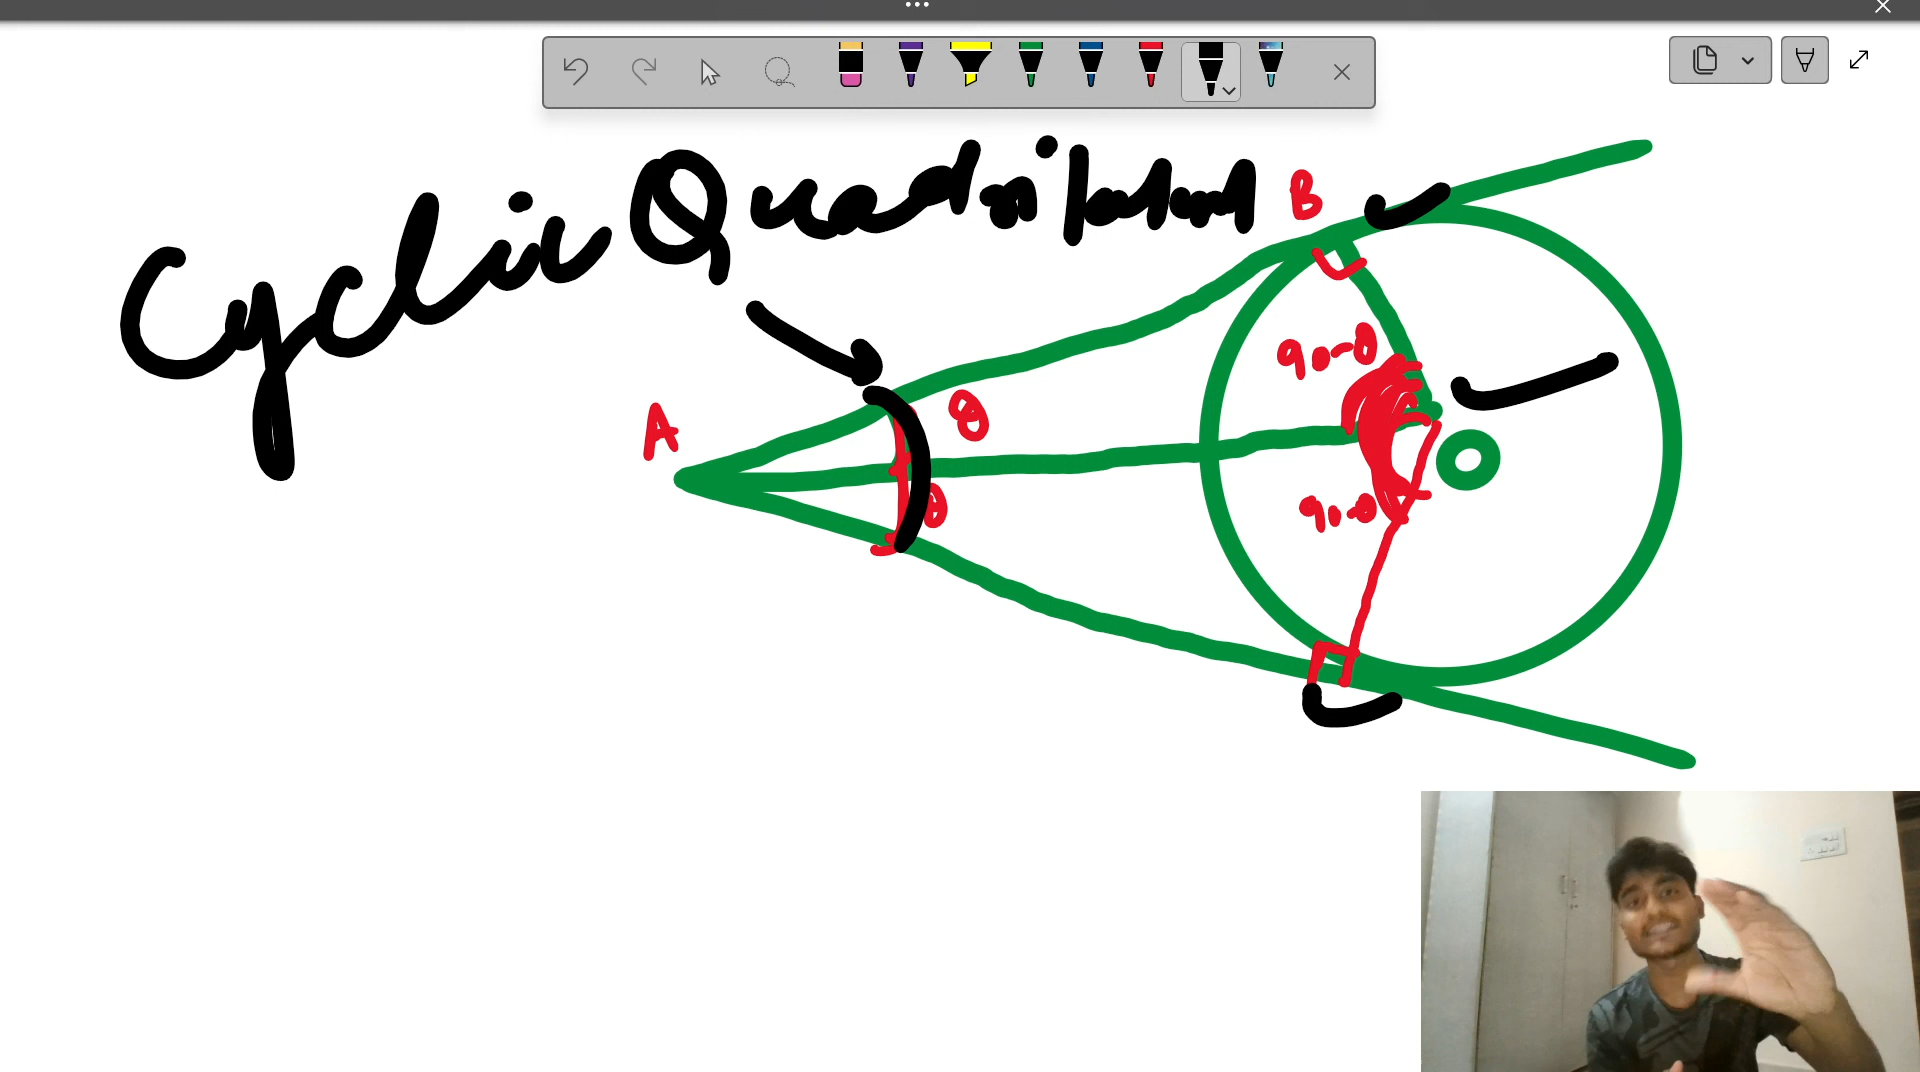 Cyclic Quadrilateral
B
90-θ
A
θ
θ
90-θ
O